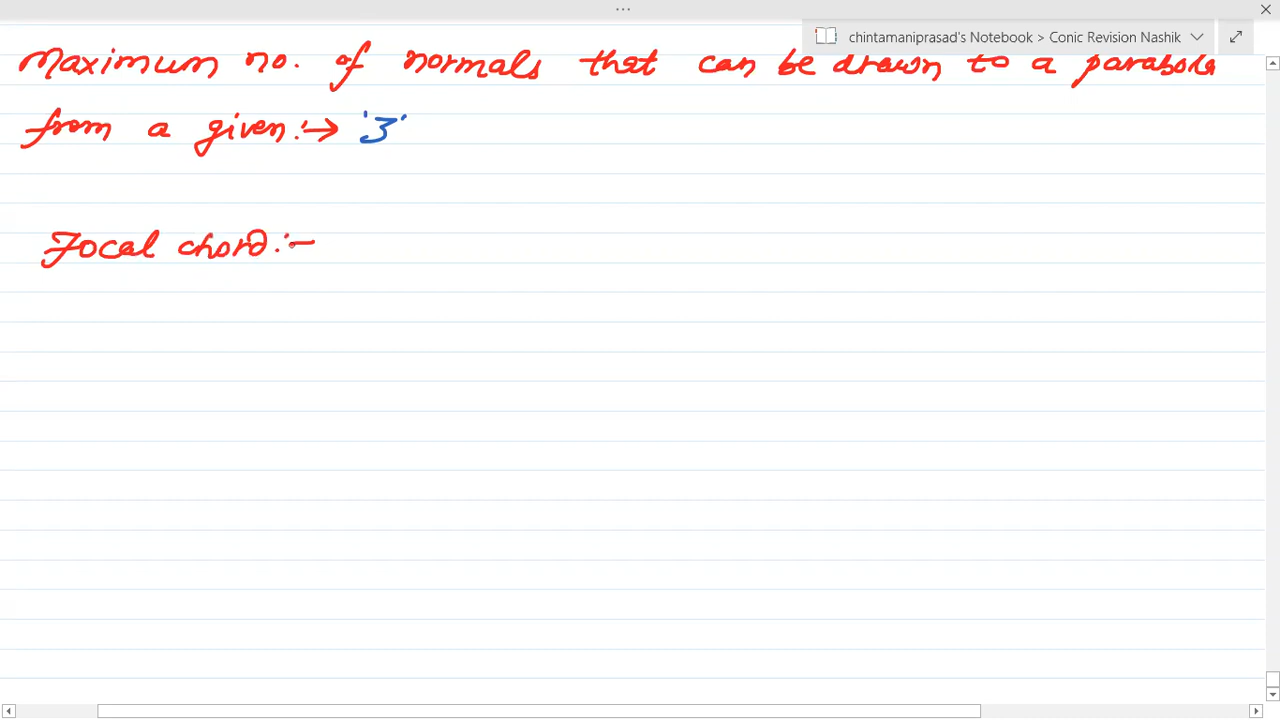 chintamaniprasad's Notebook > Conic Revision Nashik
Maximum no. of normals that can be drawn to a parabola
from a given:→ '3'
Focal chord:-